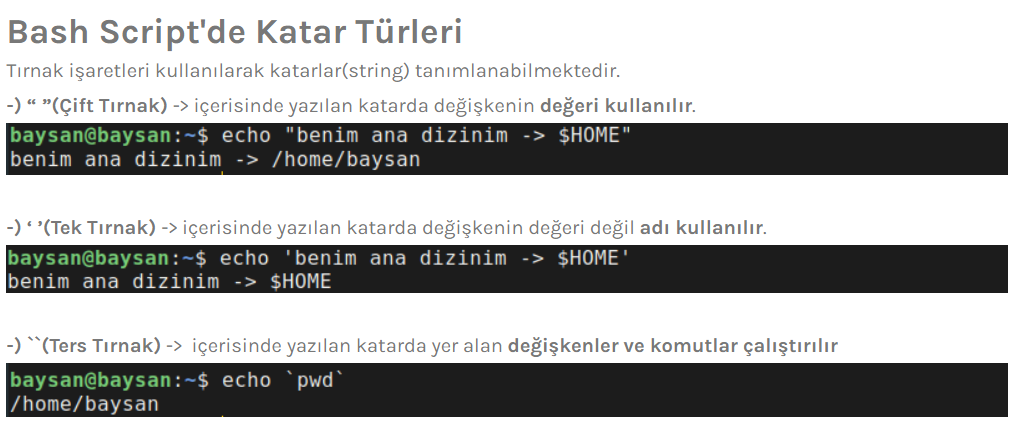 Bash Script'de Katar Türleri
Tırnak işaretleri kullanılarak katarlar(string) tanımlanabilmektedir.
-) “ ”(Çift Tırnak) -> içerisinde yazılan katarda değişkenin değeri kullanılır.
baysan@baysan:~$ echo "benim ana dizinim -> $HOME"
benim ana dizinim -> /home/baysan
-) ‘ ’(Tek Tırnak) -> içerisinde yazılan katarda değişkenin değeri değil adı kullanılır.
baysan@baysan:~$ echo 'benim ana dizinim -> $HOME'
benim ana dizinim -> $HOME
-) ``(Ters Tırnak) -> içerisinde yazılan katarda yer alan değişkenler ve komutlar çalıştırılır
baysan@baysan:~$ echo `pwd`
/home/baysan